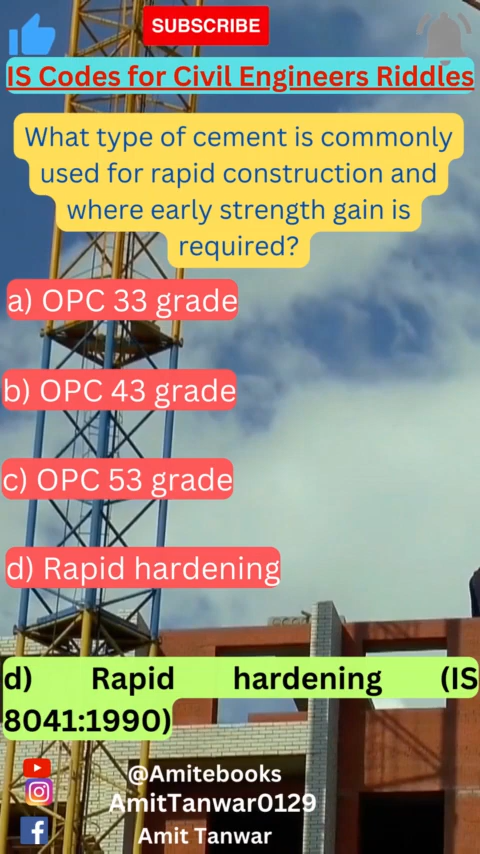 SUBSCRIBE
IS Codes for Civil Engineers Riddles
What type of cement is commonly
used for rapid construction and
where early strength gain is
required?
a) OPC 33 grade
b) OPC 43 grade
c) OPC 53 grade
d) Rapid hardening
d) Rapid hardening (IS
8041:1990)
@Amitebooks
AmitTanwar0129
Amit Tanwar